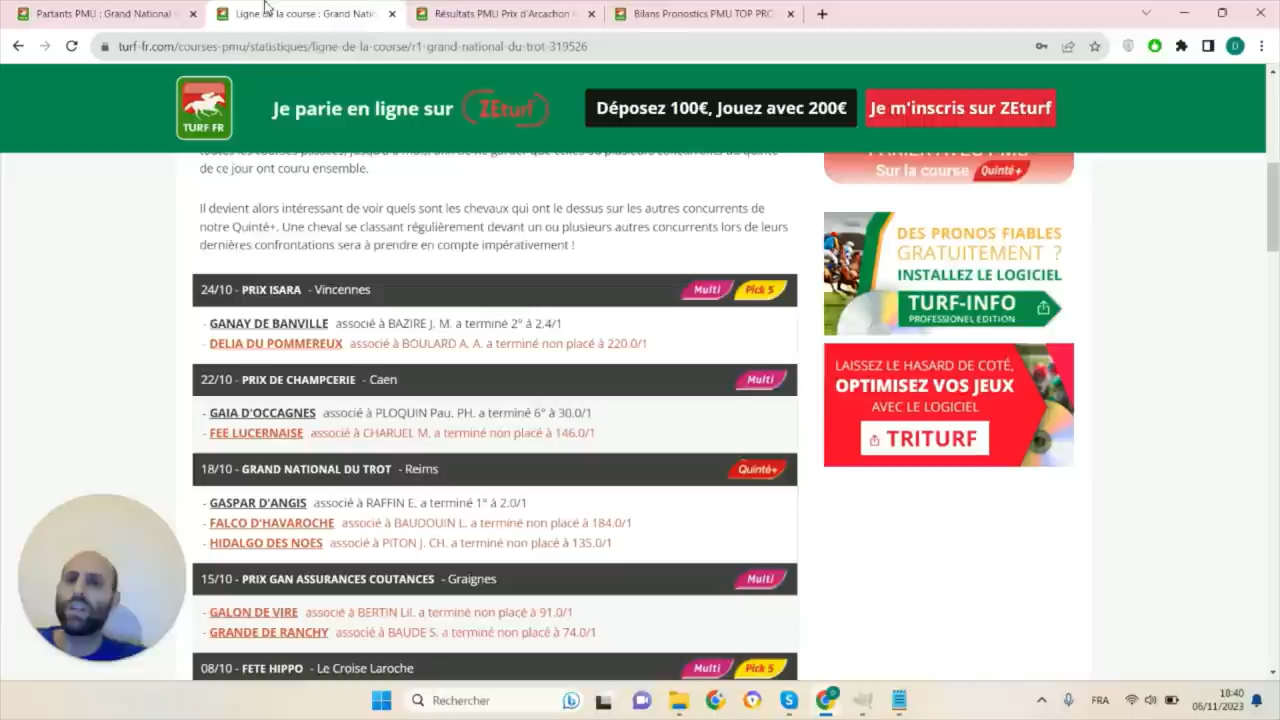 Partants PMU : Grand National
Ligne de la course : Grand Natio
Résultats PMU Prix d'Arcachon
Bilans Pronostics PMU TOP PRO
turf-fr.com/courses-pmu/statistiques/ligne-de-la-course/r1-grand-national-du-trot-319526
D
TURF FR
Je parie en ligne sur ZEturf
Déposez 100€, Jouez avec 200€
Je m'inscris sur ZEturf
de ce jour ont couru ensemble.
Il devient alors intéressant de voir quels sont les chevaux qui ont le dessus sur les autres concurrents de
notre Quinté+. Une cheval se classant régulièrement devant un ou plusieurs autres concurrents lors de leurs
dernières confrontations sera à prendre en compte impérativement !
24/10 - PRIX ISARA - Vincennes Multi Pick 5
- GANAY DE BANVILLE associé à BAZIRE J. M. a terminé 2° à 2.4/1
- DELIA DU POMMEREUX associé à BOULARD A. A. a terminé non placé à 220.0/1
22/10 - PRIX DE CHAMPCERIE - Caen Multi
- GAIA D'OCCAGNES associé à PLOQUIN Pau. PH. a terminé 6° à 30.0/1
- FEE LUCERNAISE associé à CHARUEL M. a terminé non placé à 146.0/1
18/10 - GRAND NATIONAL DU TROT - Reims Quinté+
- GASPAR D'ANGIS associé à RAFFIN E. a terminé 1° à 2.0/1
- FALCO D'HAVAROCHE associé à BAUDOUIN L. a terminé non placé à 184.0/1
- HIDALGO DES NOES associé à PITON J. CH. a terminé non placé à 135.0/1
15/10 - PRIX GAN ASSURANCES COUTANCES - Graignes Multi
- GALON DE VIRE associé à BERTIN Lil. a terminé non placé à 91.0/1
- GRANDE DE RANCHY associé à BAUDE S. a terminé non placé à 74.0/1
08/10 - FETE HIPPO - Le Croise Laroche Multi Pick 5
Sur la course Quinté+
DES PRONOS FIABLES
GRATUITEMENT ?
INSTALLEZ LE LOGICIEL
TURF-INFO
PROFESSIONEL EDITION
LAISSEZ LE HASARD DE COTÉ,
OPTIMISEZ VOS JEUX
AVEC LE LOGICIEL
TRITURF
Rechercher
FRA
18:40
06/11/2023